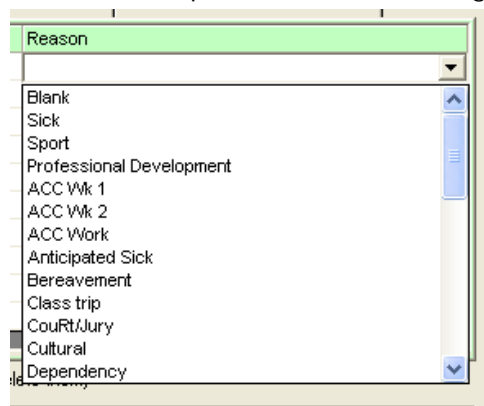 Reason
Blank
Sick
Sport
Professional Development
ACC Wk 1
ACC Wk 2
ACC Work
Anticipated Sick
Bereavement
Class trip
CouRt/Jury
Cultural
Dependency